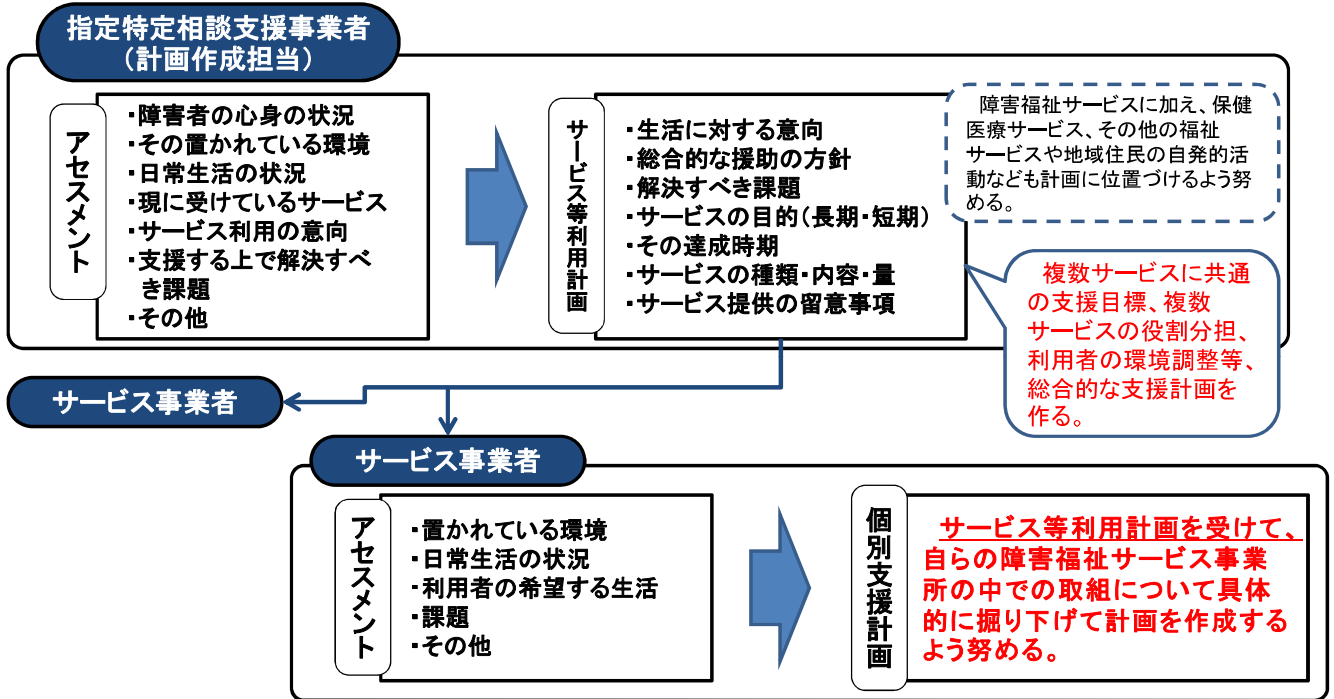 指定特定相談支援事業者
(計画作成担当)
アセスメント
・障害者の心身の状況
・その置かれている環境
・日常生活の状況
・現に受けているサービス
・サービス利用の意向
・支援する上で解決すべ
き課題
・その他
サービス等利用計画
・生活に対する意向
・総合的な援助の方針
・解決すべき課題
・サービスの目的(長期・短期)
・その達成時期
・サービスの種類・内容・量
・サービス提供の留意事項
障害福祉サービスに加え、保健
医療サービス、その他の福祉
サービスや地域住民の自発的活
動なども計画に位置づけるよう努
める。
複数サービスに共通
の支援目標、複数
サービスの役割分担、
利用者の環境調整等、
総合的な支援計画を
作る。
サービス事業者
サービス事業者
アセスメント
・置かれている環境
・日常生活の状況
・利用者の希望する生活
・課題
・その他
個別支援計画
サービス等利用計画を受けて、
自らの障害福祉サービス事業
所の中での取組について具体
的に掘り下げて計画を作成する
よう努める。